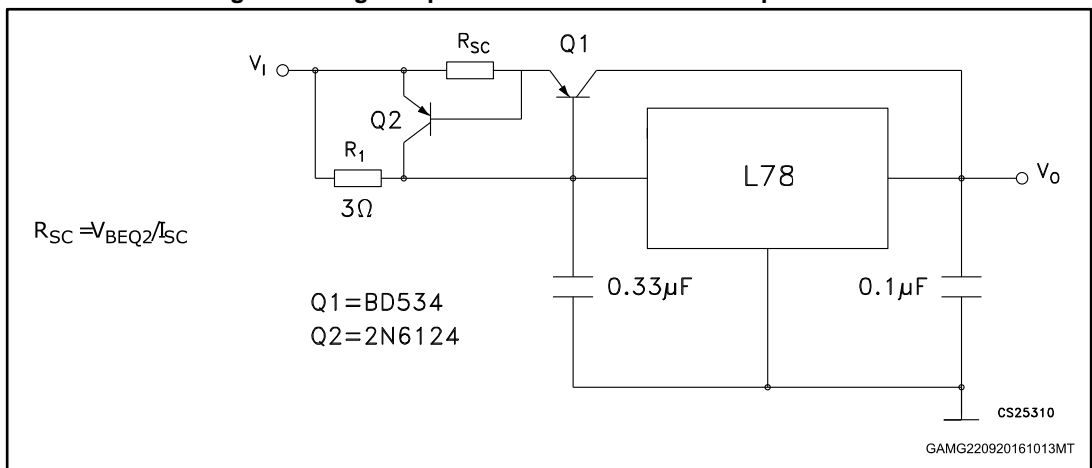 R_SC
Q1
V_I
Q2
R_1
3Ω
L78
V_O
R_SC =V_BEQ2/I_SC
0.33µF
0.1µF
Q1=BD534
Q2=2N6124
CS25310
GAMG220920161013MT